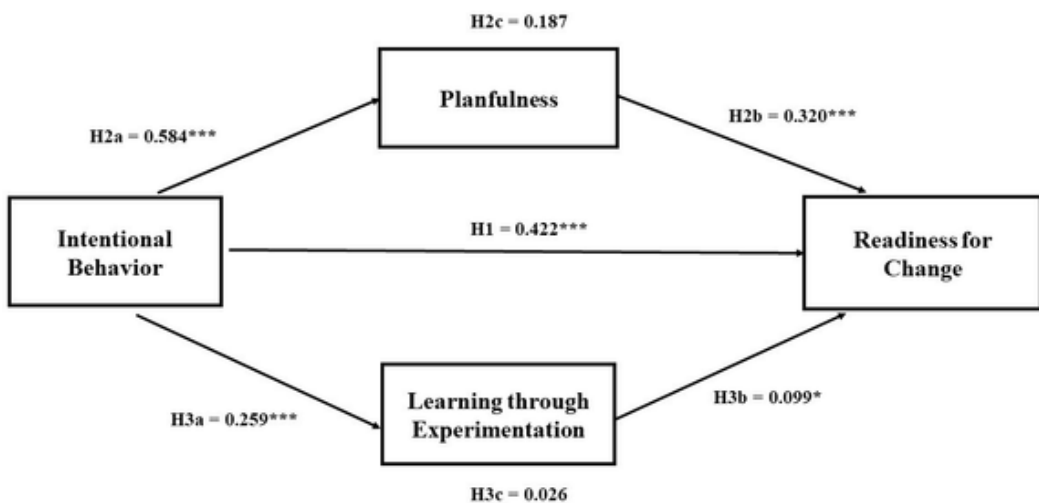 H2c = 0.187
Planfulness
H2a = 0.584***
H2b = 0.320***
Intentional
Behavior
H1 = 0.422***
Readiness for
Change
H3a = 0.259***
Learning through
Experimentation
H3b = 0.099*
H3c = 0.026